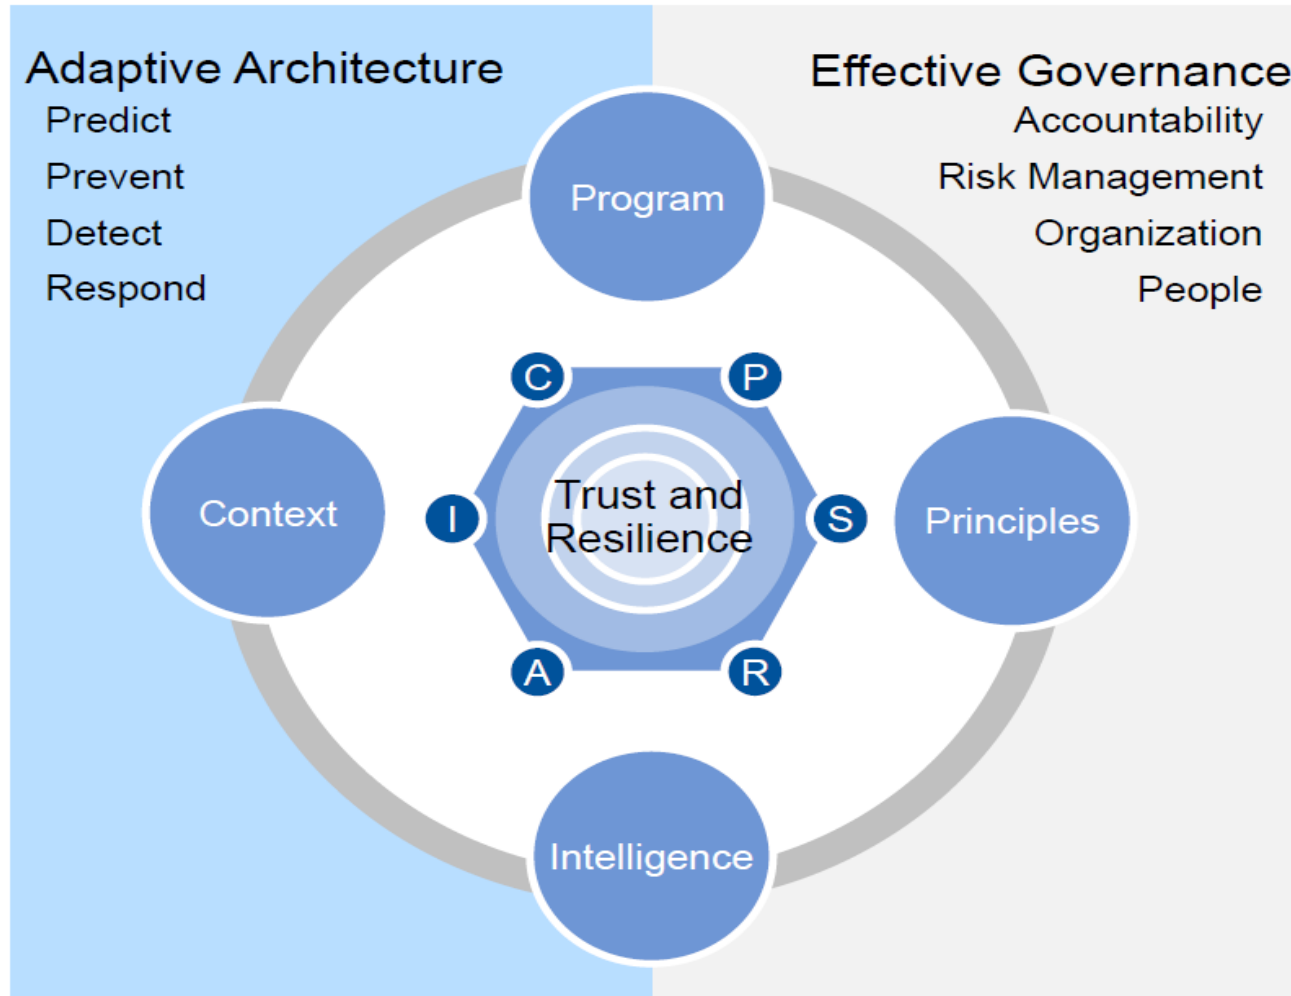 Adaptive Architecture
Predict
Prevent
Detect
Respond
Effective Governance
Accountability
Risk Management
Organization
People
Program
Context
Principles
Intelligence
C
P
I
S
A
R
Trust and
Resilience